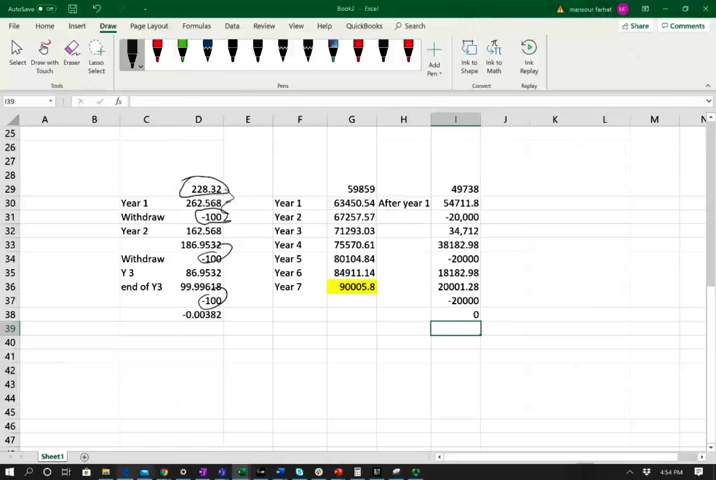 AutoSave Off Book2 - Excel mansour farhat MF
File Home Insert Draw Page Layout Formulas Data Review View Help QuickBooks Search Share Comments
Select Draw with Touch Eraser Lasso Select Add Pen Ink to Shape Ink to Math Ink Replay
Tools Pens Convert Replay
I39 fx
A B C D E F G H I J K L M N
25
26
27
28
29 228.32 59859 49738
30 Year 1 262.568 Year 1 63450.54 After year 1 54711.8
31 Withdraw -100 Year 2 67257.57 -20,000
32 Year 2 162.568 Year 3 71293.03 34,712
33 186.9532 Year 4 75570.61 38182.98
34 Withdraw -100 Year 5 80104.84 -20000
35 Y 3 86.9532 Year 6 84911.14 18182.98
36 end of Y3 99.99618 Year 7 90005.8 20001.28
37 -100 -20000
38 -0.00382 0
39
40
41
42
43
44
45
46
47
Sheet1
4:54 PM